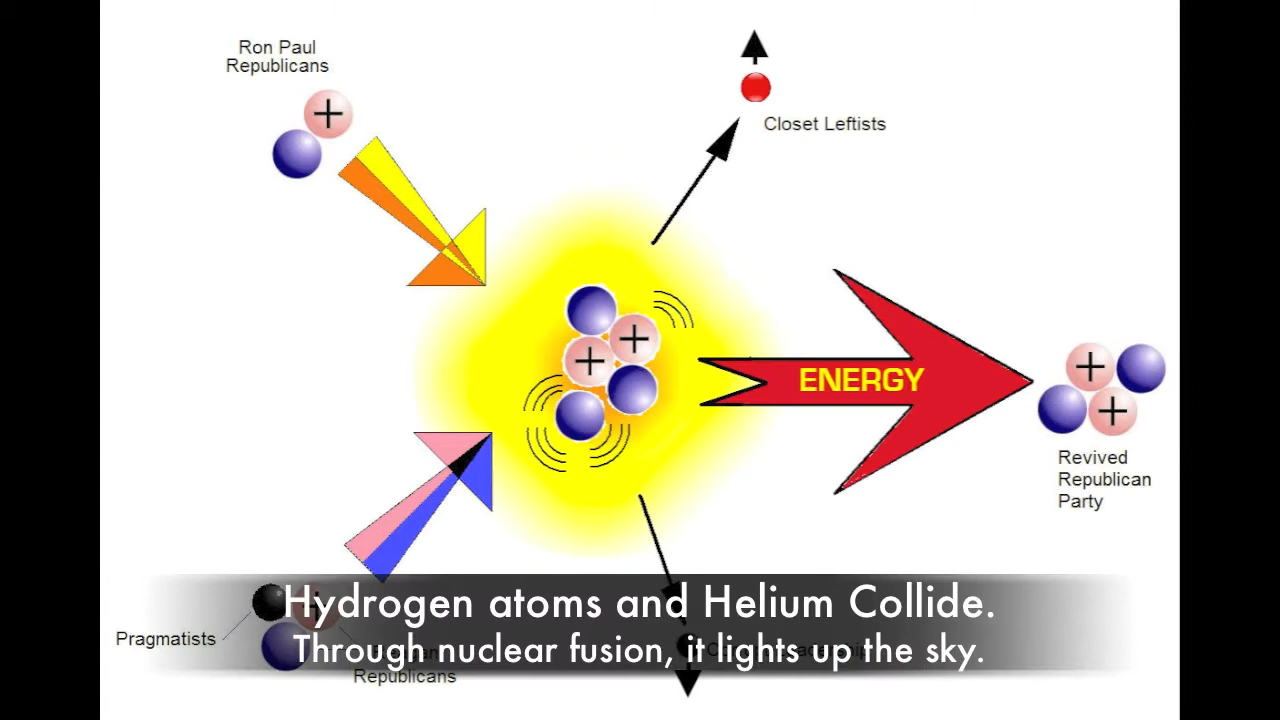 Ron Paul
Republicans
Closet Leftists
ENERGY
Revived
Republican
Party
Hydrogen atoms and Helium Collide.
Through nuclear fusion, it lights up the sky.
Pragmatists
Republicans